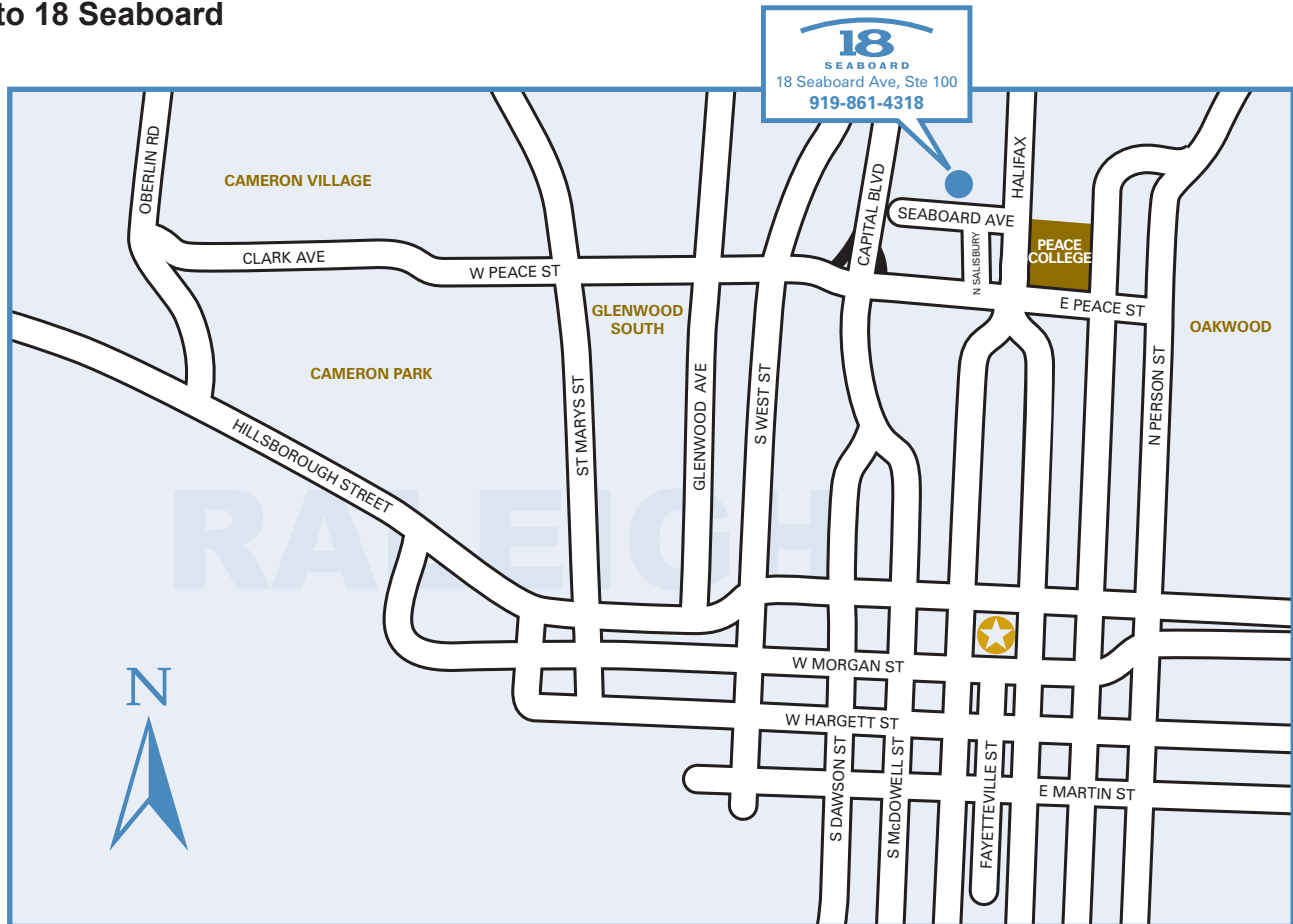 to 18 Seaboard
18
SEABOARD
18 Seaboard Ave, Ste 100
919-861-4318
OBERLIN RD
CAMERON VILLAGE
CAPITAL BLVD
HALIFAX
SEABOARD AVE
N SALISBURY
PEACE
COLLEGE
CLARK AVE
W PEACE ST
E PEACE ST
GLENWOOD
SOUTH
OAKWOOD
CAMERON PARK
HILLSBOROUGH STREET
ST MARYS ST
GLENWOOD AVE
S WEST ST
N PERSON ST
RALEIGH
N
W MORGAN ST
W HARGETT ST
S DAWSON ST
S McDOWELL ST
FAYETTEVILLE ST
E MARTIN ST